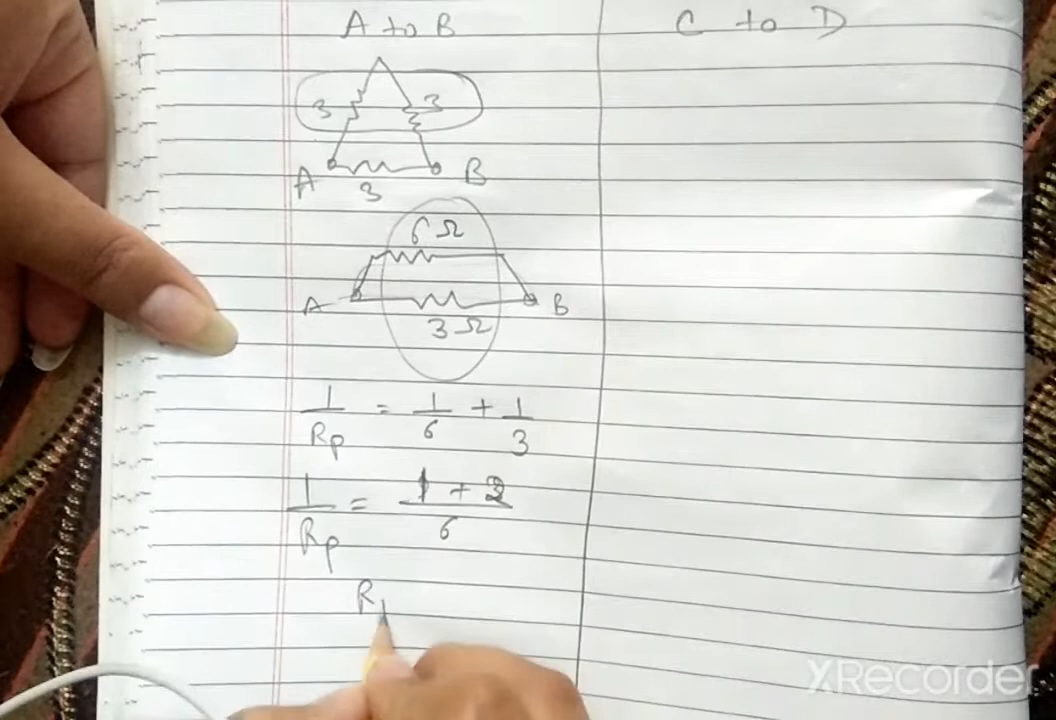 A to B
C to D
3 3
A 3 B
6 Ω
A B
3 Ω
1/Rp = 1/6 + 1/3
1/Rp = 1 + 2/6
R
XRecorder